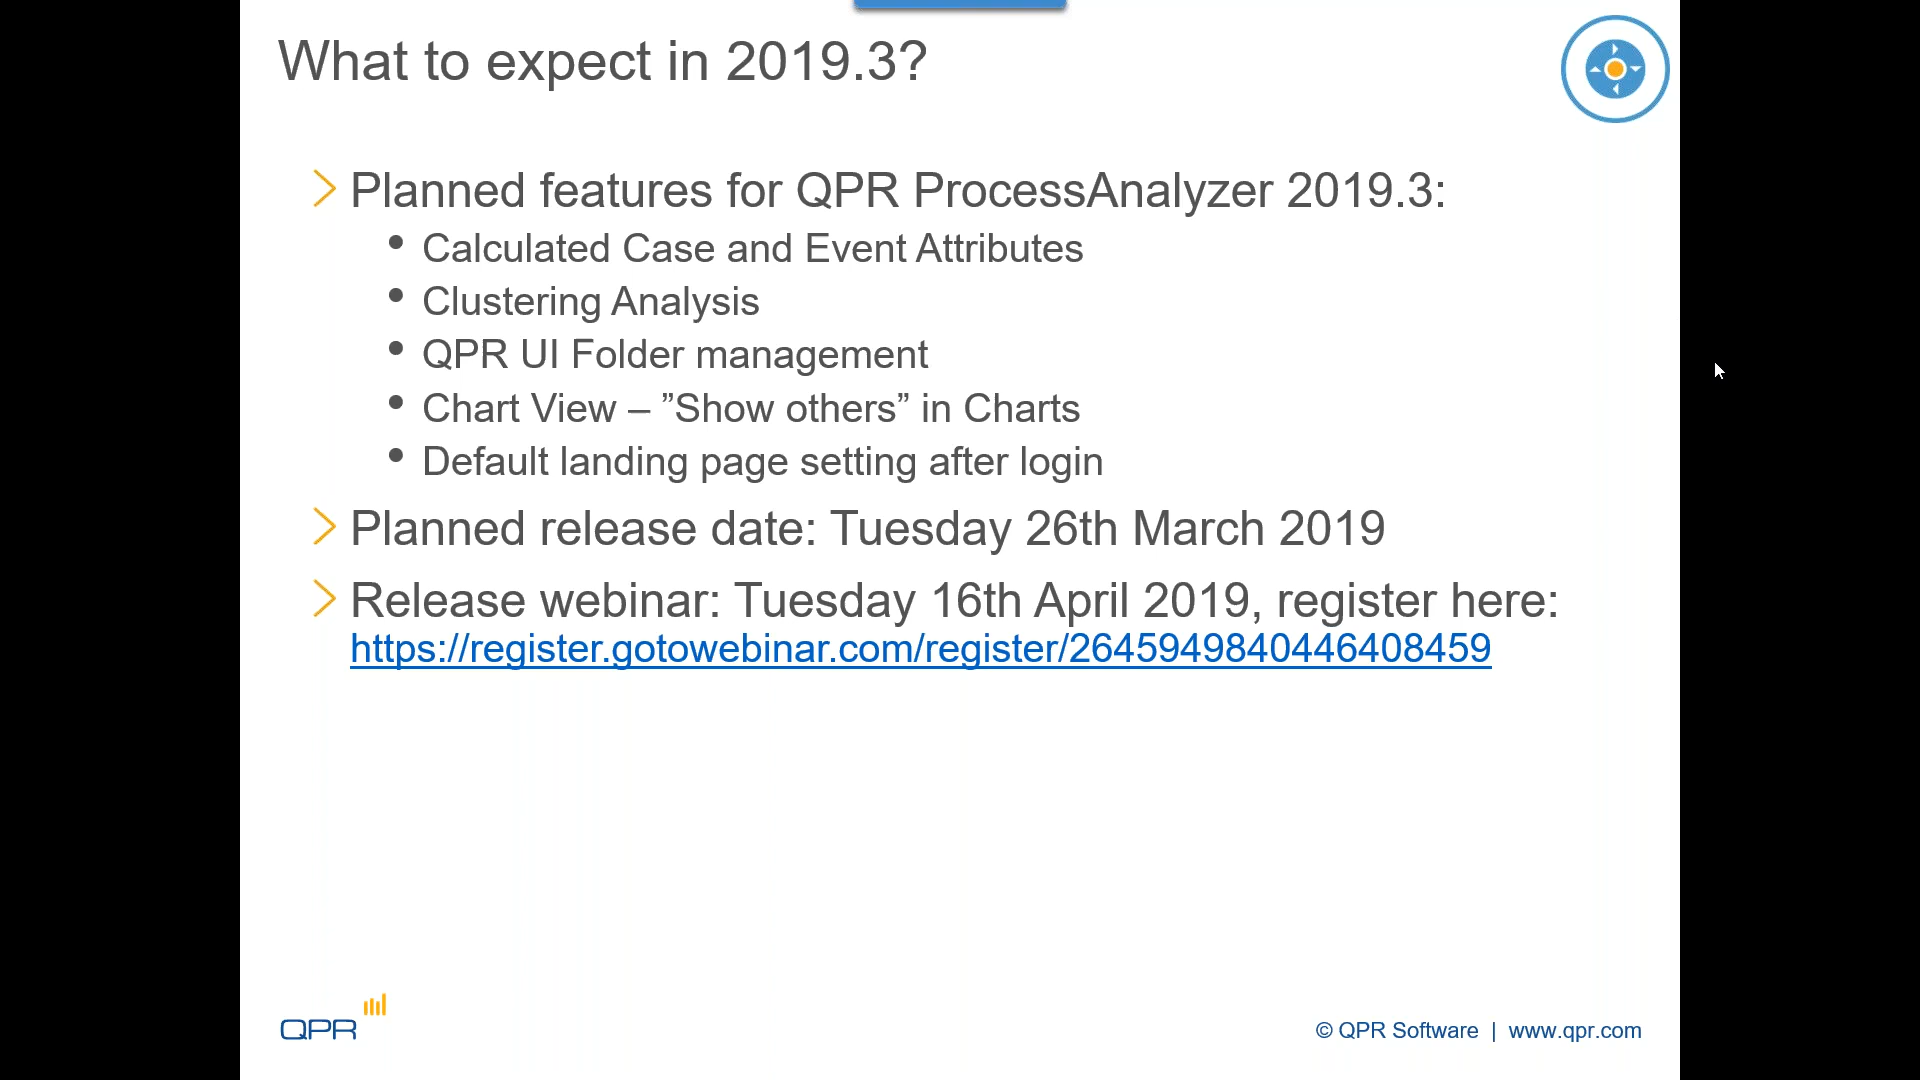 What to expect in 2019.3?
Planned features for QPR ProcessAnalyzer 2019.3:
• Calculated Case and Event Attributes
• Clustering Analysis
• QPR UI Folder management
• Chart View – ”Show others” in Charts
• Default landing page setting after login
Planned release date: Tuesday 26th March 2019
Release webinar: Tuesday 16th April 2019, register here:
https://register.gotowebinar.com/register/2645949840446408459
QPR
© QPR Software | www.qpr.com